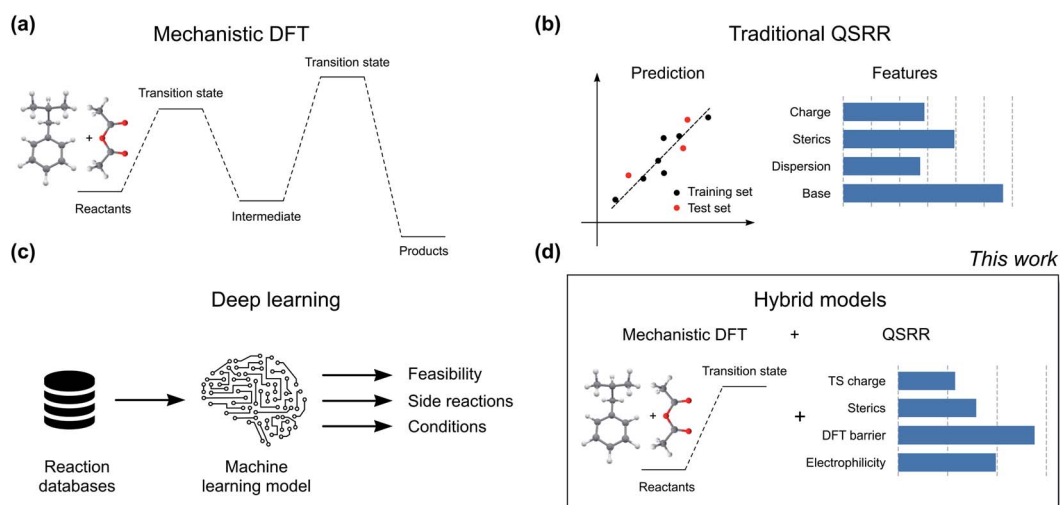 (a)
Mechanistic DFT
Transition state
Transition state
+
Reactants
Intermediate
Products
(b)
Traditional QSRR
Prediction
Training set
Test set
Features
Charge
Sterics
Dispersion
Base
(c)
Deep learning
Reaction
databases
Machine
learning model
Feasibility
Side reactions
Conditions
(d)
This work
Hybrid models
Mechanistic DFT + QSRR
Transition state
+
Reactants
+
TS charge
Sterics
DFT barrier
Electrophilicity